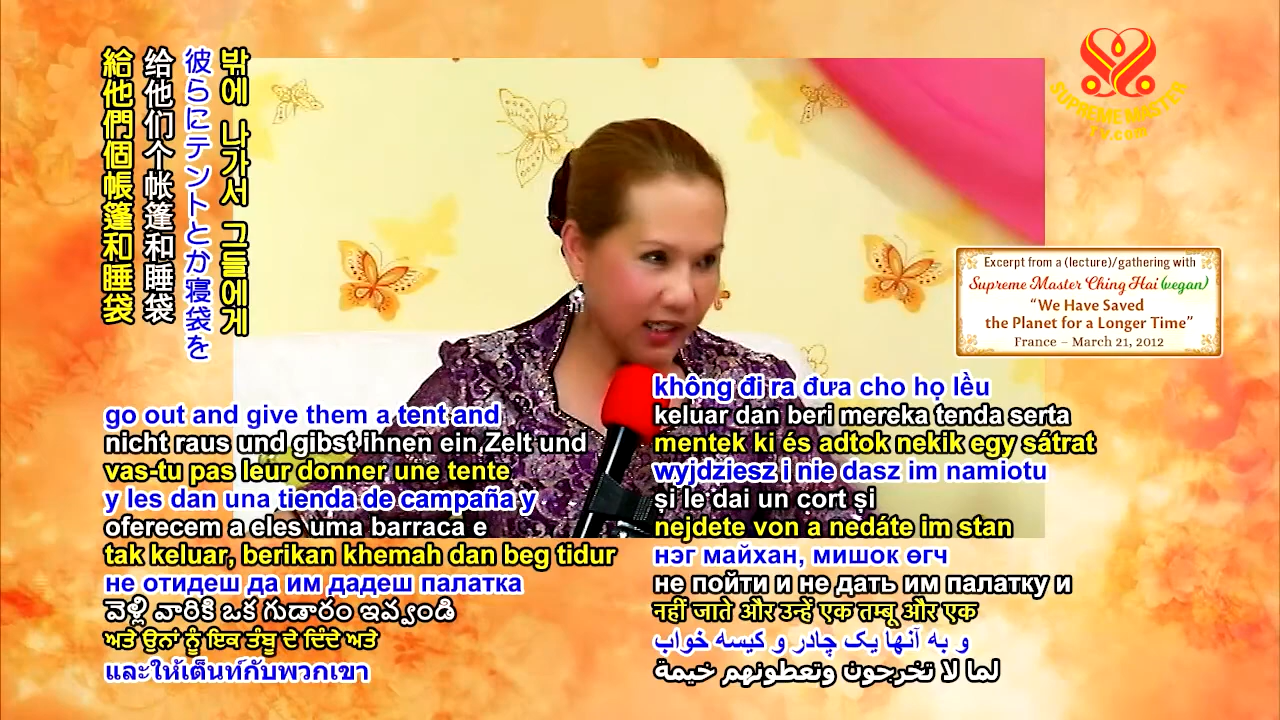 給他們個帳篷和睡袋
给他们个帐篷和睡袋
彼らにテントとか寝袋を
밖에 나가서 그들에게
SUPREME MASTER
TV.com
Excerpt from a (lecture)/gathering with
Supreme Master Ching Hai (vegan)
“We Have Saved
the Planet for a Longer Time”
France – March 21, 2012
go out and give them a tent and
nicht raus und gibst ihnen ein Zelt und
vas-tu pas leur donner une tente
y les dan una tienda de campaña y
oferecem a eles uma barraca e
tak keluar, berikan khemah dan beg tidur
не отидеш да им дадеш палатка
వెళ్లి వారికి ఒక గుడారం ఇవ్వండి
ਅਤੇ ਉਨਾਂ ਨੂੰ ਇਕ ਤੰਬੂ ਦੇ ਦਿੰਦੇ ਅਤੇ
และให้เต็นท์กับพวกเขา
không đi ra đưa cho họ lều
keluar dan beri mereka tenda serta
mentek ki és adtok nekik egy sátrat
wyjdziesz i nie dasz im namiotu
și le dai un cort și
nejdete von a nedáte im stan
нэг майхан, мишок өгч
не пойти и не дать им палатку и
नहीं जाते और उन्हें एक तम्बू और एक
و به آنها یک چادر و کیسه خواب
لما لا تخرجون وتعطونهم خيمة